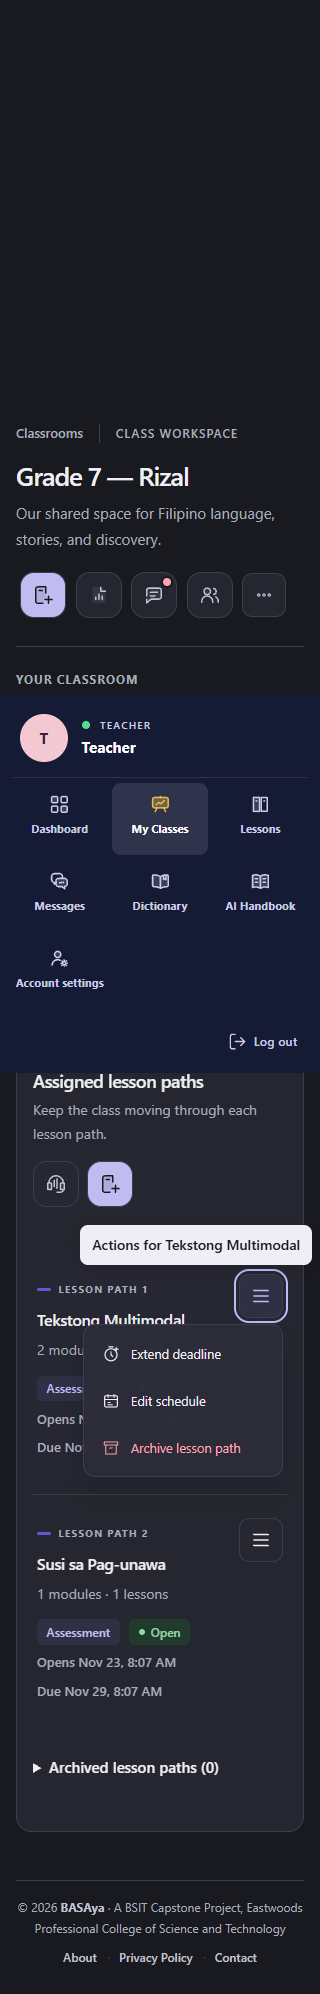 Classrooms
CLASS WORKSPACE
Grade 7 — Rizal
Our shared space for Filipino language,
stories, and discovery.
YOUR CLASSROOM
T
TEACHER
Teacher
Dashboard
My Classes
Lessons
Messages
Dictionary
AI Handbook
Account settings
Log out
Assigned lesson paths
Keep the class moving through each
lesson path.
Actions for Tekstong Multimodal
LESSON PATH 1
Tekstong Multimodal
2 modu
Assess
Opens N
Due Nov
Extend deadline
Edit schedule
Archive lesson path
LESSON PATH 2
Susi sa Pag-unawa
1 modules · 1 lessons
Assessment
Open
Opens Nov 23, 8:07 AM
Due Nov 29, 8:07 AM
Archived lesson paths (0)
© 2026 BASAya · A BSIT Capstone Project, Eastwoods
Professional College of Science and Technology
About · Privacy Policy · Contact